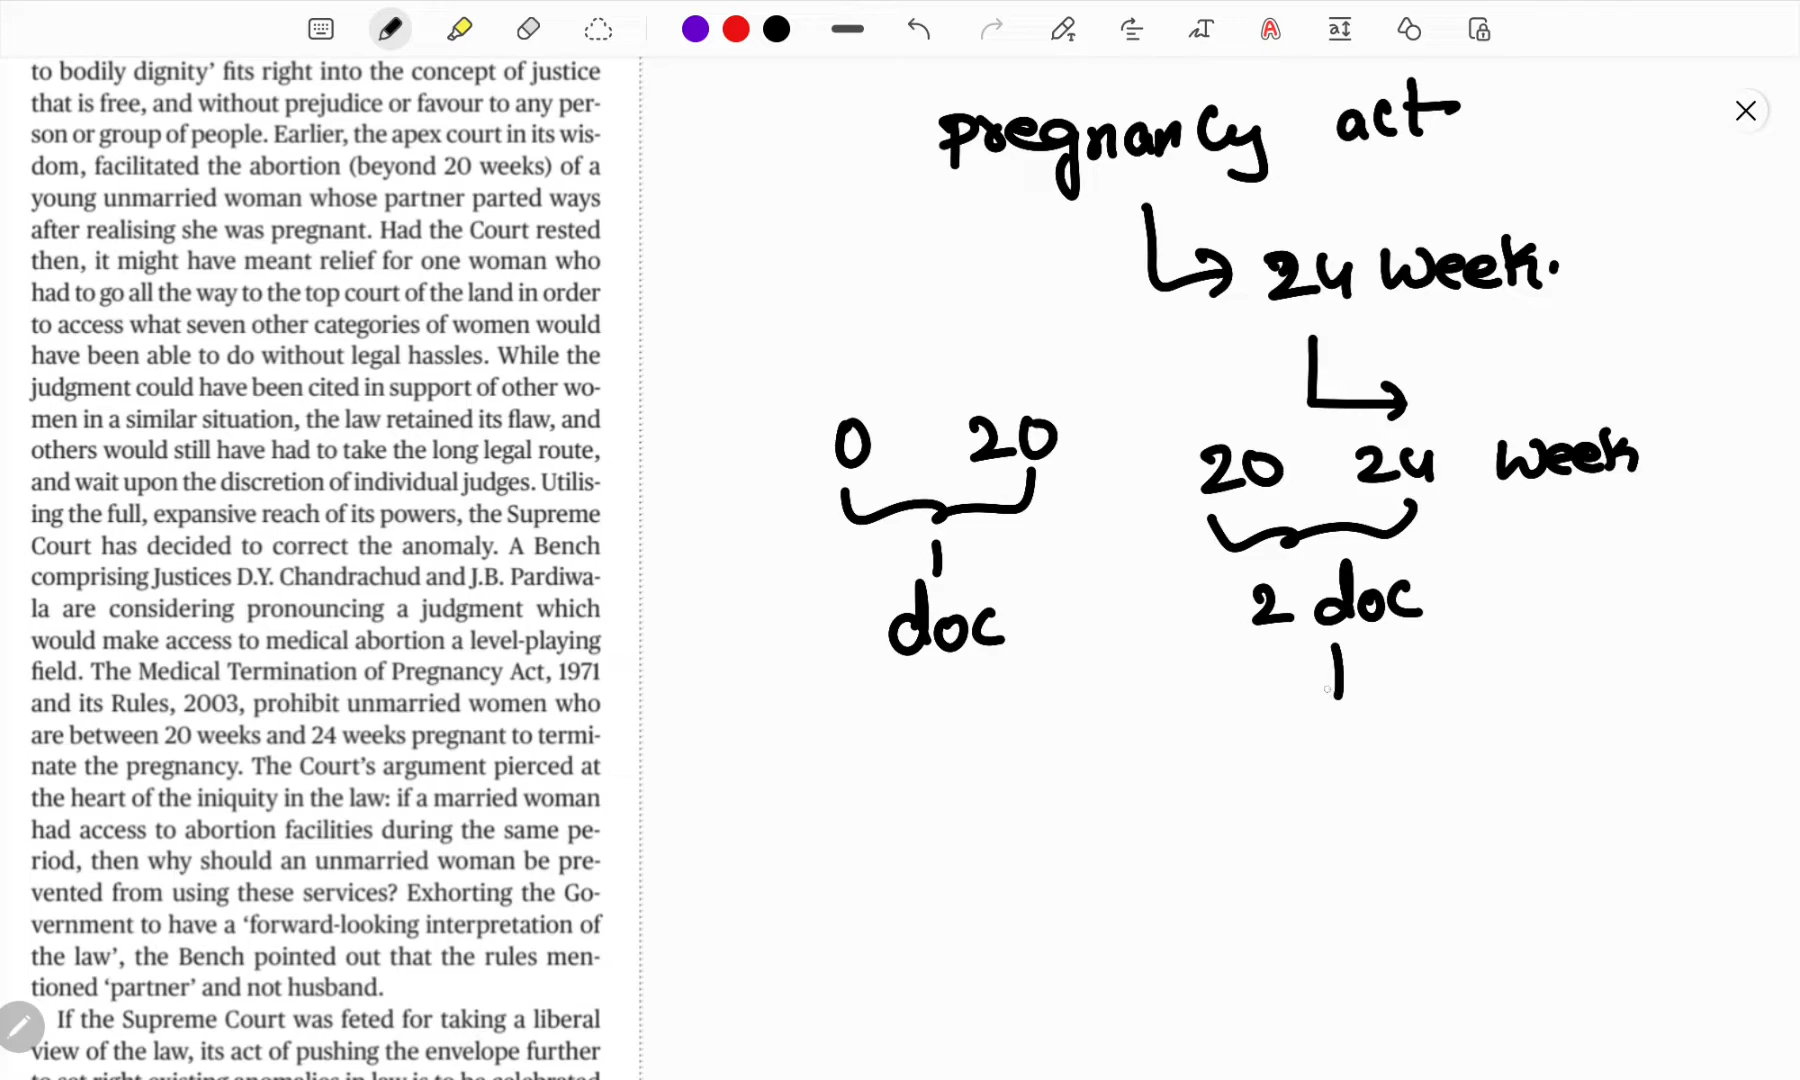 to bodily dignity’ fits right into the concept of justice
that is free, and without prejudice or favour to any per-
son or group of people. Earlier, the apex court in its wis-
dom, facilitated the abortion (beyond 20 weeks) of a
young unmarried woman whose partner parted ways
after realising she was pregnant. Had the Court rested
then, it might have meant relief for one woman who
had to go all the way to the top court of the land in order
to access what seven other categories of women would
have been able to do without legal hassles. While the
judgment could have been cited in support of other wo-
men in a similar situation, the law retained its flaw, and
others would still have had to take the long legal route,
and wait upon the discretion of individual judges. Utilis-
ing the full, expansive reach of its powers, the Supreme
Court has decided to correct the anomaly. A Bench
comprising Justices D.Y. Chandrachud and J.B. Pardiwa-
la are considering pronouncing a judgment which
would make access to medical abortion a level-playing
field. The Medical Termination of Pregnancy Act, 1971
and its Rules, 2003, prohibit unmarried women who
are between 20 weeks and 24 weeks pregnant to termi-
nate the pregnancy. The Court’s argument pierced at
the heart of the iniquity in the law: if a married woman
had access to abortion facilities during the same pe-
riod, then why should an unmarried woman be pre-
vented from using these services? Exhorting the Go-
vernment to have a ‘forward-looking interpretation of
the law’, the Bench pointed out that the rules men-
tioned ‘partner’ and not husband.
If the Supreme Court was feted for taking a liberal
view of the law, its act of pushing the envelope further
to set right existing anomalies in law is to be celebrated
pregnancy act
24 week.
0 20
20 24 week
doc
2 doc